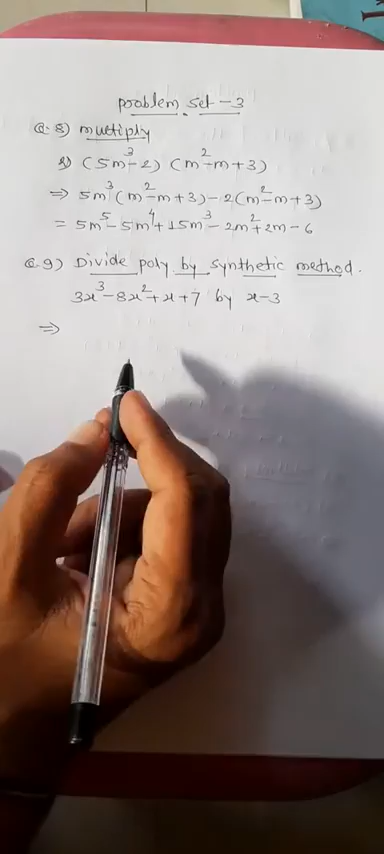 problem set-3
Q.8) multiply
2) (5m³-2) (m²-m+3)
⇒ 5m³(m²-m+3)-2(m²-m+3)
= 5m⁵-5m⁴+15m³-2m²+2m-6
Q.9) Divide poly by synthetic method.
3x³-8x²+x+7 by x-3
⇒